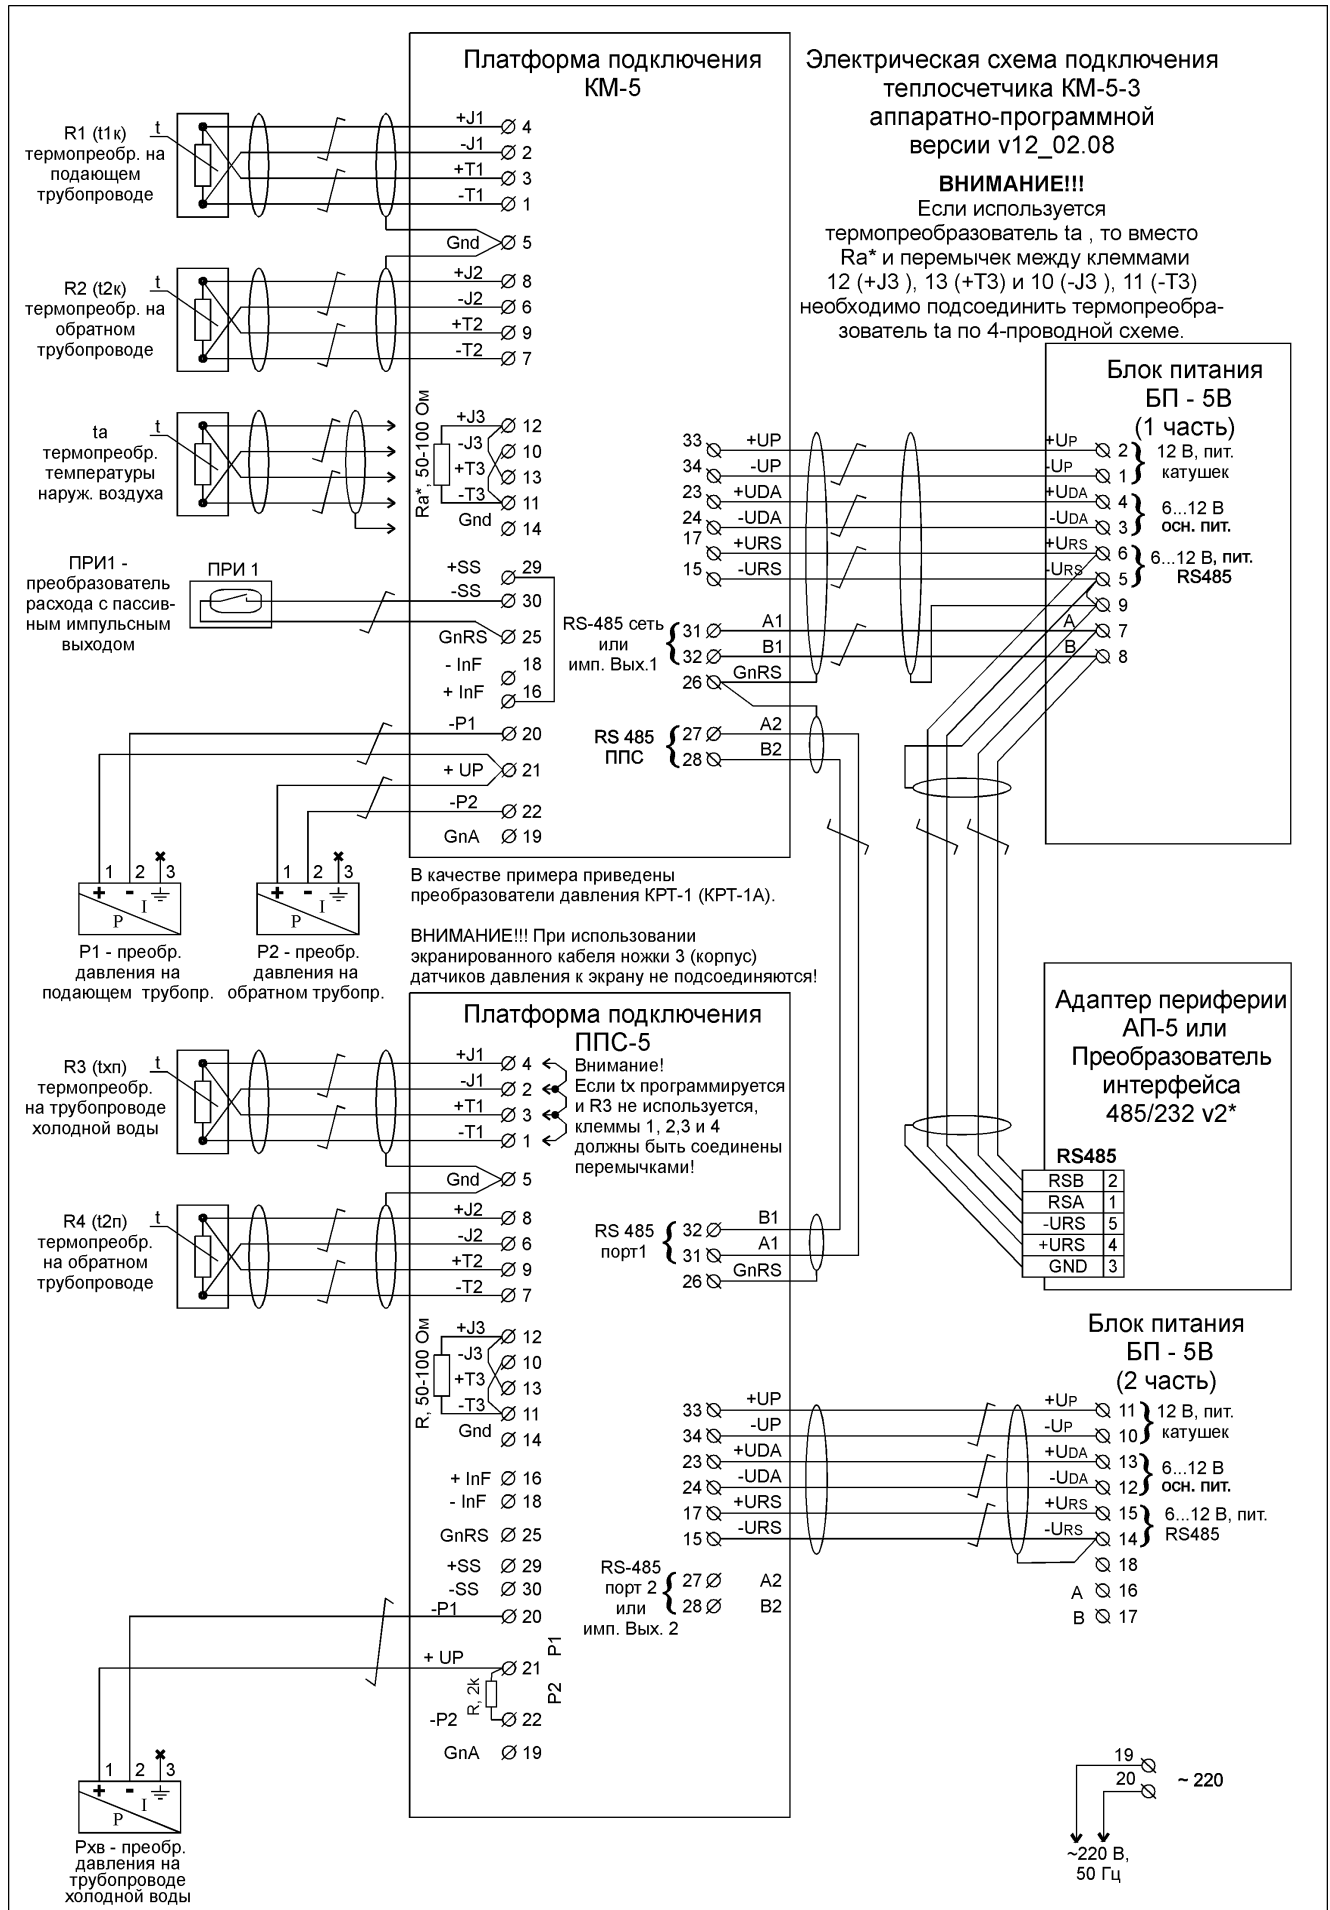 Платформа подключения
КМ-5
Электрическая схема подключения
теплосчетчика КМ-5-3
аппаратно-программной
версии v12_02.08
ВНИМАНИЕ!!!
Если используется
термопреобразователь ta , то вместо
Ra* и перемычек между клеммами
12 (+J3 ), 13 (+T3) и 10 (-J3 ), 11 (-T3)
необходимо подсоединить термопреобра-
зователь ta по 4-проводной схеме.
R1 (t1к)
термопреобр. на
подающем
трубопроводе
t
+J1 4
-J1 2
+T1 3
-T1 1
Gnd 5
R2 (t2к)
термопреобр. на
обратном
трубопроводе
t
+J2 8
-J2 6
+T2 9
-T2 7
ta
термопреобр.
температуры
наруж. воздуха
t
Ra*, 50-100 Ом
+J3 12
-J3 10
+T3 13
-T3 11
Gnd 14
ПРИ1 -
преобразователь
расхода с пассив-
ным импульсным
выходом
ПРИ 1
+SS 29
-SS 30
GnRS 25
- InF 18
+ InF 16
-P1 20
+ UP 21
-P2 22
GnA 19
33 +UP
34 -UP
23 +UDA
24 -UDA
17 +URS
15 -URS
RS-485 сеть
или
имп. Вых.1
31 A1
32 B1
26 GnRS
RS 485
ППС
27 A2
28 B2
Блок питания
БП - 5В
(1 часть)
+UP 2
-UP 1
12 В, пит.
катушек
+UDA 4
-UDA 3
6...12 В
осн. пит.
+URS 6
-URS 5
6...12 В, пит.
RS485
9
A 7
B 8
1 2 3
+ -
P I
P1 - преобр.
давления на
подающем трубопр.
1 2 3
+ -
P I
P2 - преобр.
давления на
обратном трубопр.
В качестве примера приведены
преобразователи давления КРТ-1 (КРТ-1А).
ВНИМАНИЕ!!! При использовании
экранированного кабеля ножки 3 (корпус)
датчиков давления к экрану не подсоединяются!
Платформа подключения
ППС-5
R3 (txп)
термопреобр.
на трубопроводе
холодной воды
t
+J1 4
-J1 2
+T1 3
-T1 1
Gnd 5
Внимание!
Если tx программируется
и R3 не используется,
клеммы 1, 2,3 и 4
должны быть соединены
перемычками!
R4 (t2п)
термопреобр.
на обратном
трубопроводе
t
+J2 8
-J2 6
+T2 9
-T2 7
R, 50-100 Ом
+J3 12
-J3 10
+T3 13
-T3 11
Gnd 14
+ InF 16
- InF 18
GnRS 25
+SS 29
-SS 30
-P1 20
+ UP 21
R, 2k
P2 P1
-P2 22
GnA 19
RS 485
порт1
32 B1
31 A1
26 GnRS
33 +UP
34 -UP
23 +UDA
24 -UDA
17 +URS
15 -URS
RS-485
порт 2
или
имп. Вых. 2
27 A2
28 B2
Адаптер периферии
АП-5 или
Преобразователь
интерфейса
485/232 v2*
RS485
RSB 2
RSA 1
-URS 5
+URS 4
GND 3
Блок питания
БП - 5В
(2 часть)
+UP 11
-UP 10
12 В, пит.
катушек
+UDA 13
-UDA 12
6...12 В
осн. пит.
+URS 15
-URS 14
6...12 В, пит.
RS485
18
A 16
B 17
1 2 3
+ -
P I
Pхв - преобр.
давления на
трубопроводе
холодной воды
19
20
~ 220
~220 В,
50 Гц